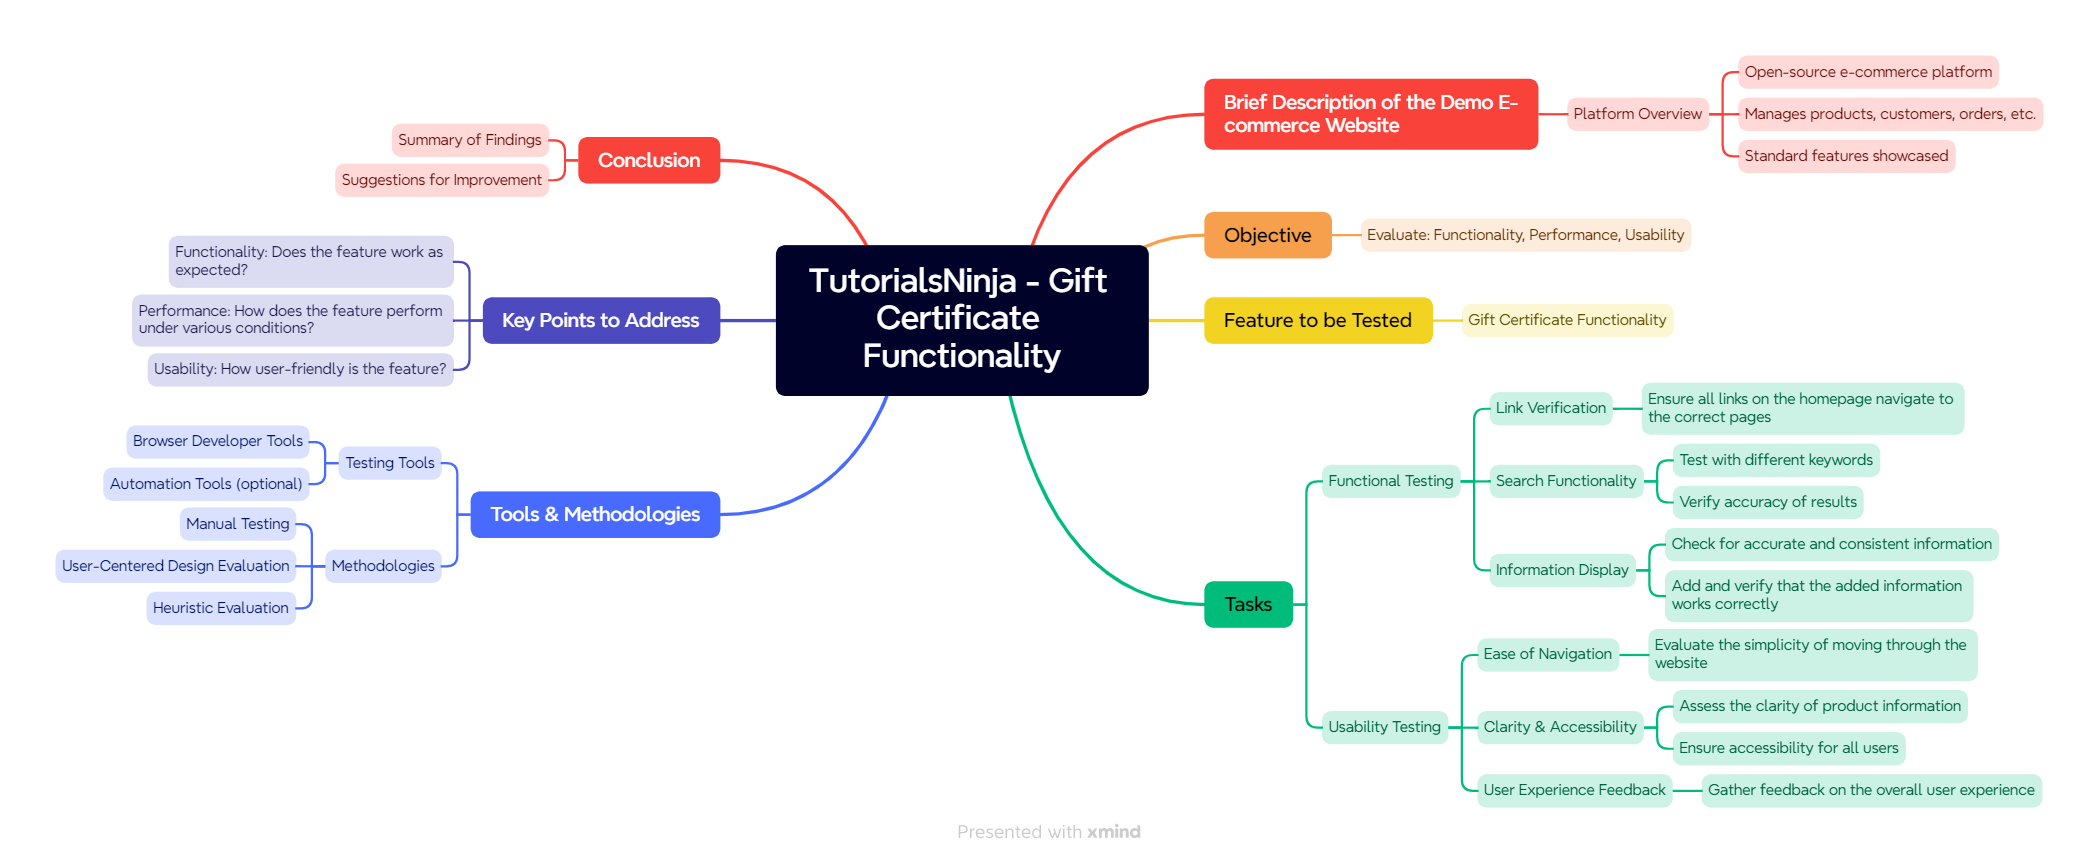 TutorialsNinja - Gift
Certificate
Functionality
Brief Description of the Demo E-
commerce Website
Platform Overview
Open-source e-commerce platform
Manages products, customers, orders, etc.
Standard features showcased
Objective
Evaluate: Functionality, Performance, Usability
Feature to be Tested
Gift Certificate Functionality
Tasks
Functional Testing
Link Verification
Ensure all links on the homepage navigate to
the correct pages
Search Functionality
Test with different keywords
Verify accuracy of results
Information Display
Check for accurate and consistent information
Add and verify that the added information
works correctly
Usability Testing
Ease of Navigation
Evaluate the simplicity of moving through the
website
Clarity & Accessibility
Assess the clarity of product information
Ensure accessibility for all users
User Experience Feedback
Gather feedback on the overall user experience
Tools & Methodologies
Testing Tools
Browser Developer Tools
Automation Tools (optional)
Methodologies
Manual Testing
User-Centered Design Evaluation
Heuristic Evaluation
Key Points to Address
Functionality: Does the feature work as
expected?
Performance: How does the feature perform
under various conditions?
Usability: How user-friendly is the feature?
Conclusion
Summary of Findings
Suggestions for Improvement
Presented with xmind